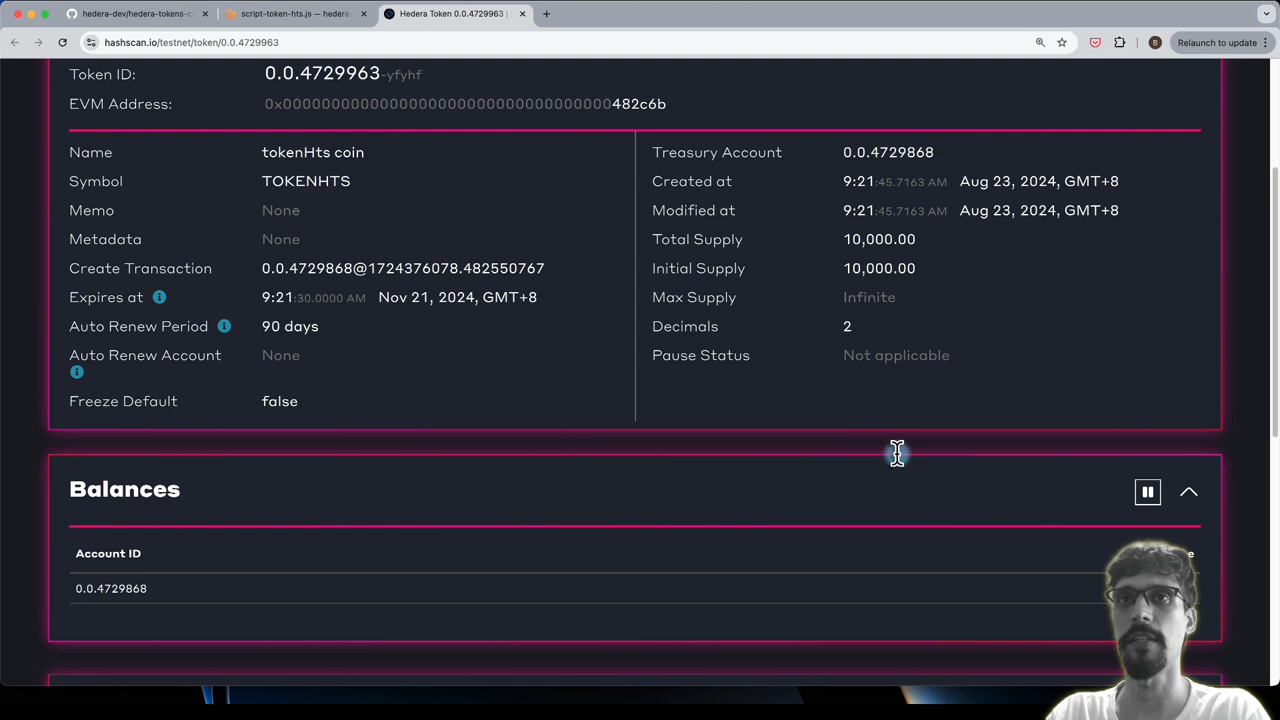 hedera-dev/hedera-tokens-c
script-token-hts.js — hedera-
Hedera Token 0.0.4729963 |
hashscan.io/testnet/token/0.0.4729963
B
Relaunch to update
Token ID:
0.0.4729963-yfyhf
EVM Address:
0x0000000000000000000000000000000000482c6b
Name
tokenHts coin
Symbol
TOKENHTS
Memo
None
Metadata
None
Create Transaction
0.0.4729868@1724376078.482550767
Expires at
9:21:30.0000 AM Nov 21, 2024, GMT+8
Auto Renew Period
90 days
Auto Renew Account
None
Freeze Default
false
Treasury Account
0.0.4729868
Created at
9:21:45.7163 AM Aug 23, 2024, GMT+8
Modified at
9:21:45.7163 AM Aug 23, 2024, GMT+8
Total Supply
10,000.00
Initial Supply
10,000.00
Max Supply
Infinite
Decimals
2
Pause Status
Not applicable
Balances
Account ID
0.0.4729868